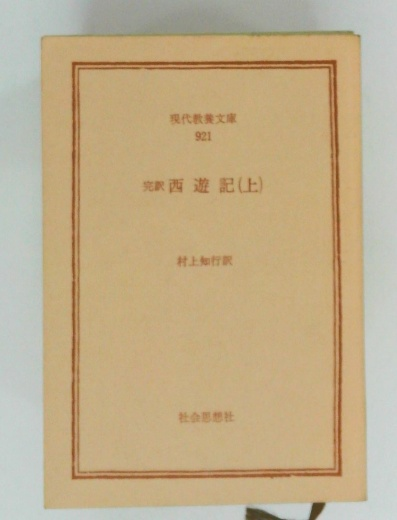 現代教養文庫
921
完訳 西遊記(上)
村上知行訳
社会思想社